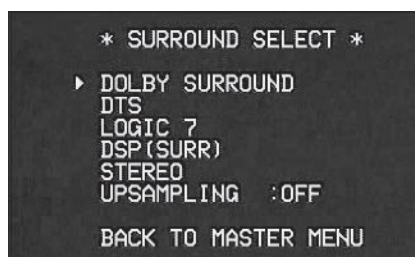 * SURROUND SELECT *
DOLBY SURROUND
DTS
LOGIC 7
DSP(SURR)
STEREO
UPSAMPLING :OFF
BACK TO MASTER MENU